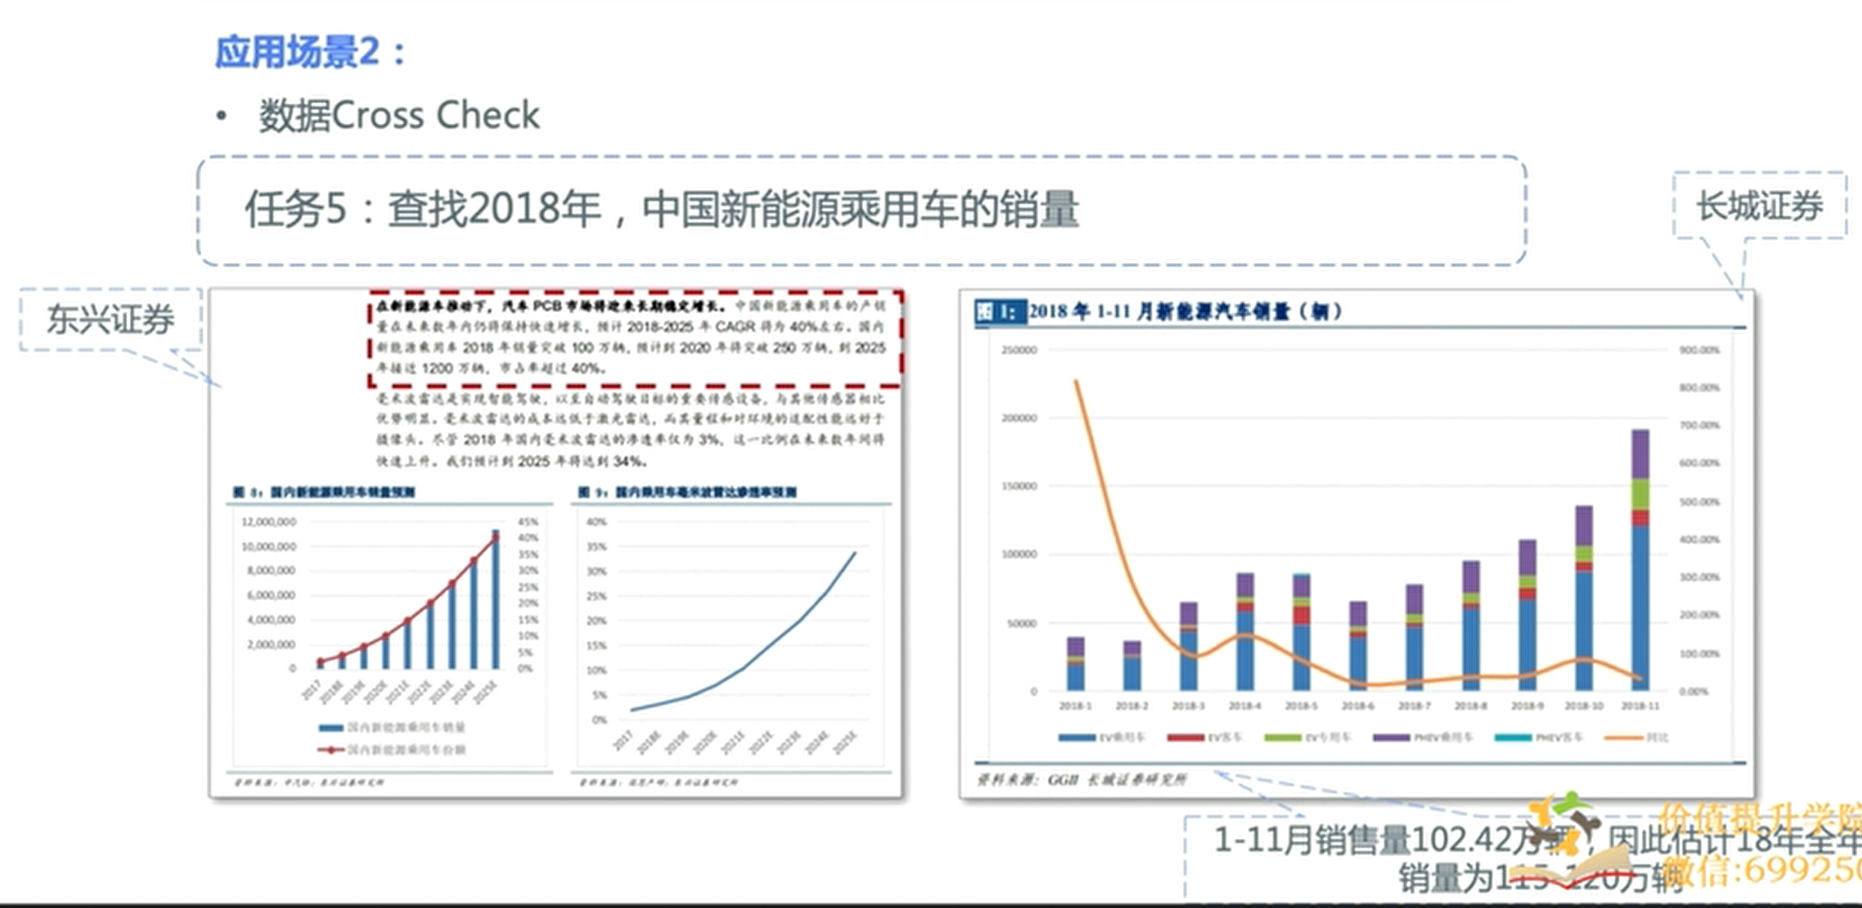 应用场景2：
• 数据Cross Check
任务5：查找2018年，中国新能源乘用车的销量
长城证券
东兴证券
在新能源车推动下，汽车 PCB 市场将迎来长期稳定增长。中国新能源乘用车的产销
量在未来数年内仍将保持快速增长，预计 2018-2025 年 CAGR 将为 40%左右。国内
新能源乘用车 2018 年销量突破 100 万辆，预计到 2020 年将突破 250 万辆，到 2025
年接近 1200 万辆，市占率超过 40%。
毫米波雷达是实现智能驾驶，以至自动驾驶目标的重要传感设备，与其他传感器相比
优势明显。毫米波雷达的成本远低于激光雷达，而其量程和对环境的适配性能远好于
摄像头。尽管 2018 年国内毫米波雷达的渗透率仅为 3%，这一比例在未来数年间将
快速上升。我们预计到 2025 年将达到 34%。
图 8：国内新能源乘用车销量预测
12,000,000
10,000,000
8,000,000
6,000,000
4,000,000
2,000,000
0
45%
40%
35%
30%
25%
20%
15%
10%
5%
0%
2017 2018E 2019E 2020E 2021E 2022E 2023E 2024E 2025E
国内新能源乘用车销量
国内新能源乘用车份额
资料来源：中汽协；东兴证券研究所
图 9：国内乘用车毫米波雷达渗透率预测
40%
35%
30%
25%
20%
15%
10%
5%
0%
2017 2018E 2019E 2020E 2021E 2022E 2023E 2024E 2025E
东兴证券研究所
图 1：2018 年 1-11 月新能源汽车销量（辆）
250000
200000
150000
100000
50000
0
900.00%
800.00%
700.00%
600.00%
500.00%
400.00%
300.00%
200.00%
100.00%
0.00%
2018-1 2018-2 2018-3 2018-4 2018-5 2018-6 2018-7 2018-8 2018-9 2018-10 2018-11
EV乘用车 EV客车 EV专用车 PHEV乘用车 PHEV客车 同比
资料来源：GGII 长城证券研究所
1-11月销售量102.42万辆，因此估计18年全年
销量为115-120万辆
价值提升学院
微信:699250